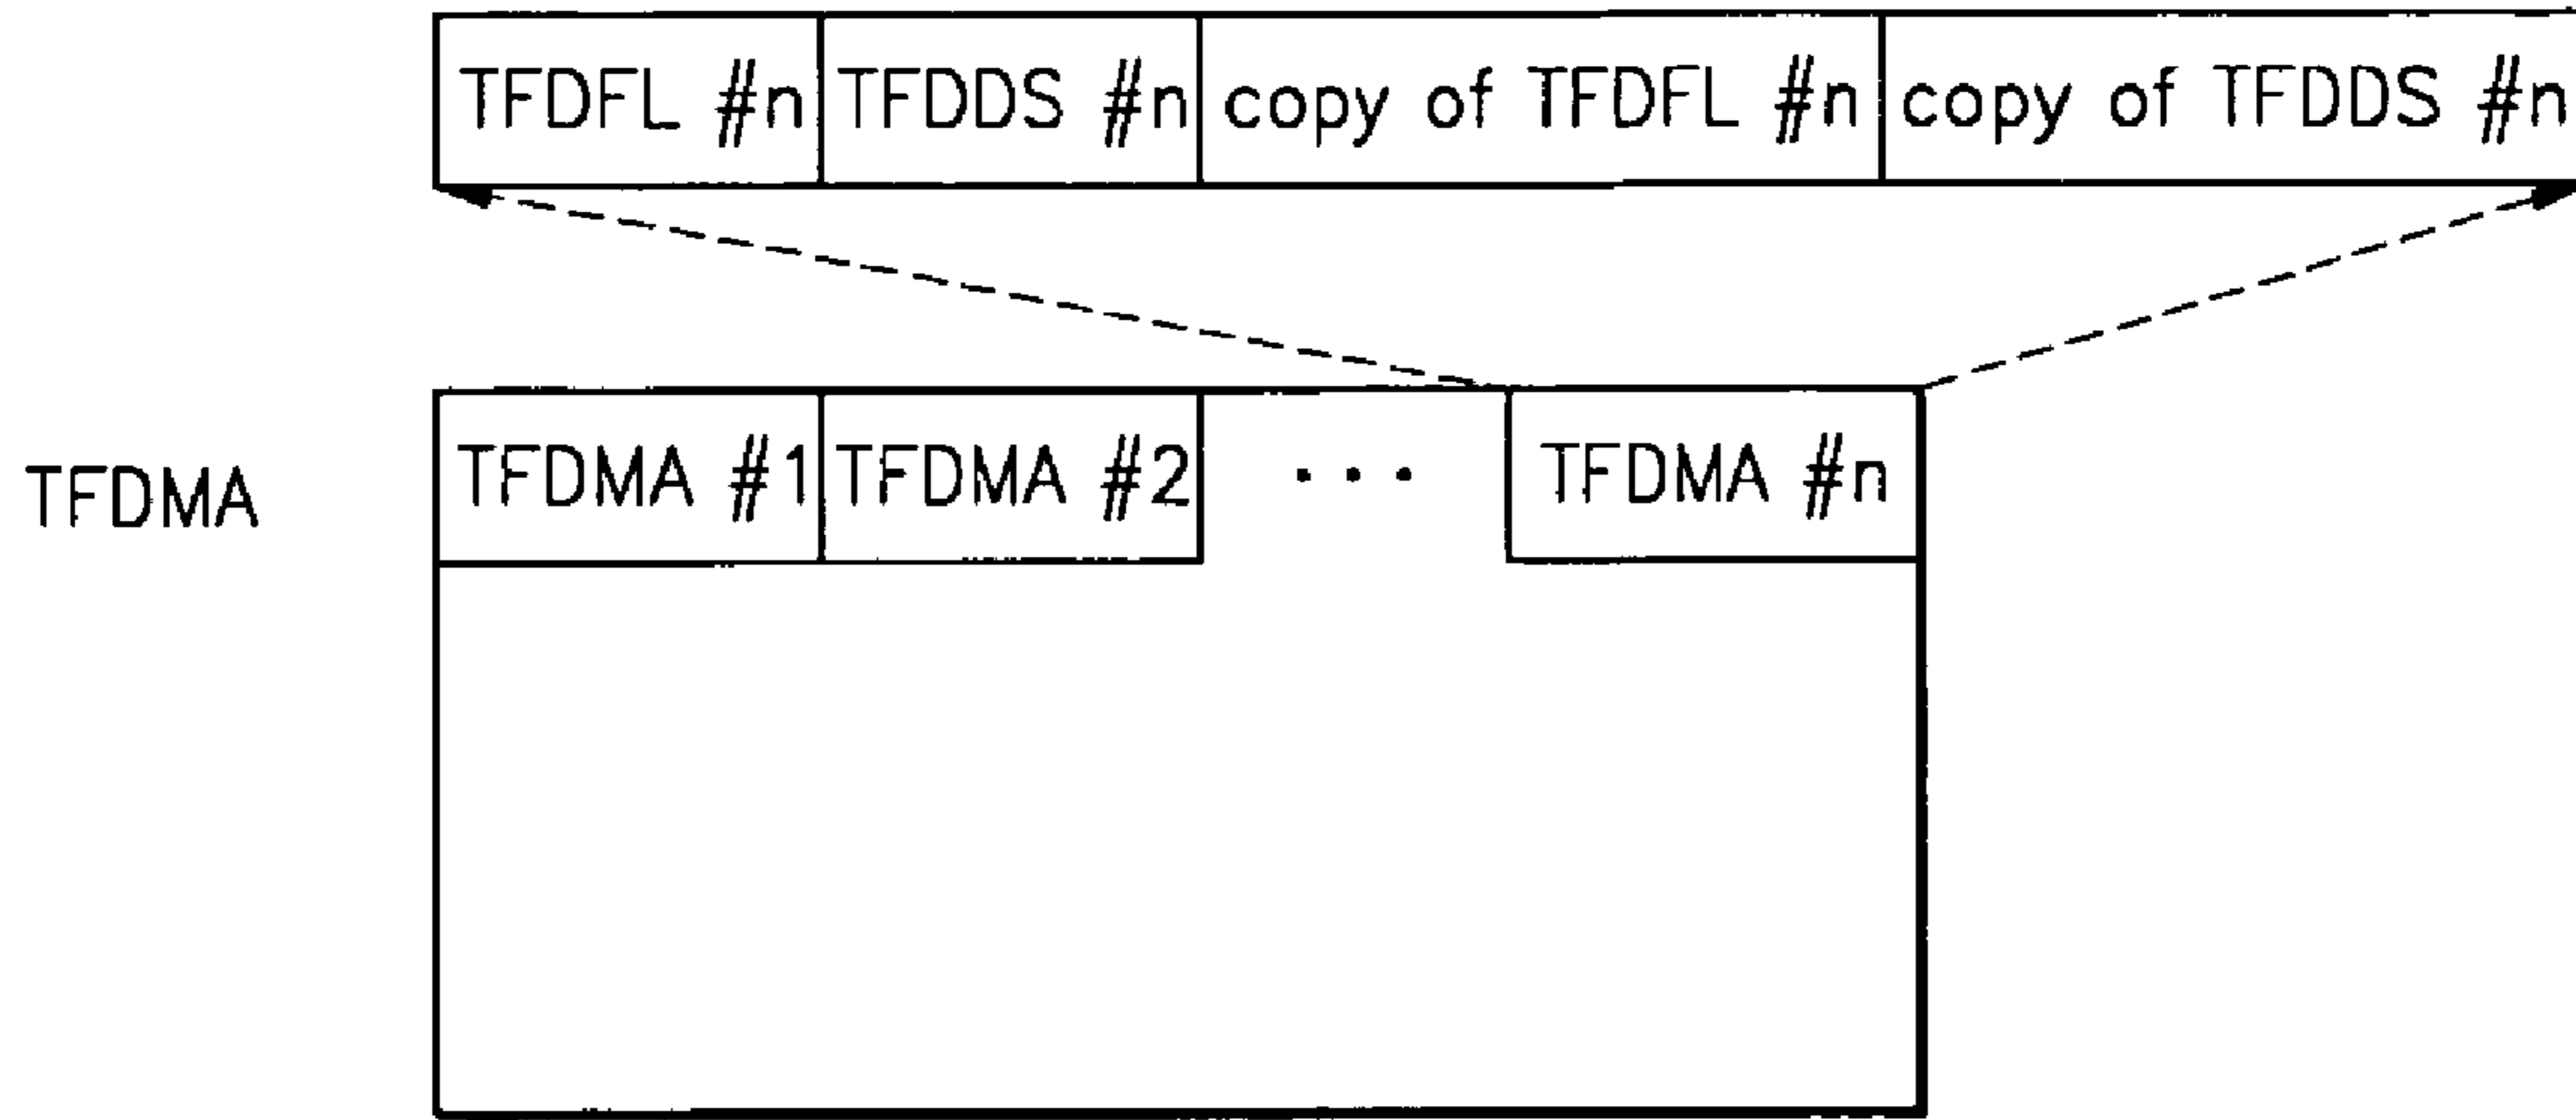 TFDFL #n TFDDS #n copy of TFDFL #n copy of TFDDS #n
TFDMA TFDMA #1 TFDMA #2 ... TFDMA #n